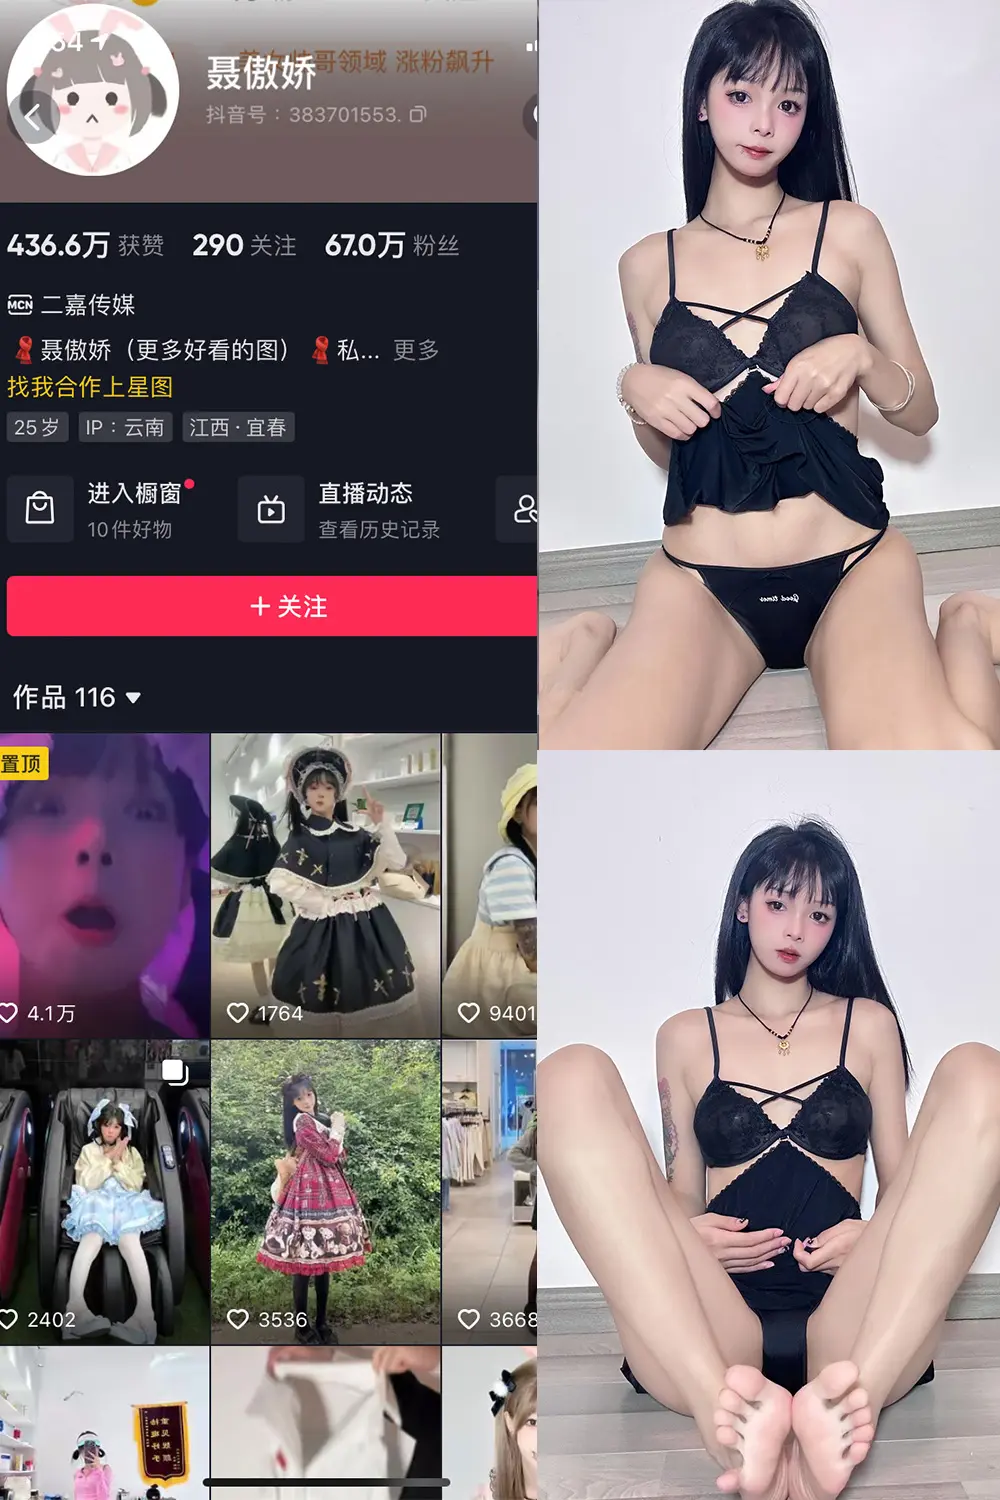 聂傲娇
领域 涨粉飙升
抖音号：383701553.
436.6万 获赞 290 关注 67.0万 粉丝
MCN 二嘉传媒
聂傲娇（更多好看的图） 私... 更多
找我合作上星图
25岁 IP：云南 江西·宜春
进入橱窗 直播动态
10件好物 查看历史记录
+ 关注
作品 116
置顶
4.1万 1764 9401
2402 3536 3668
Good times